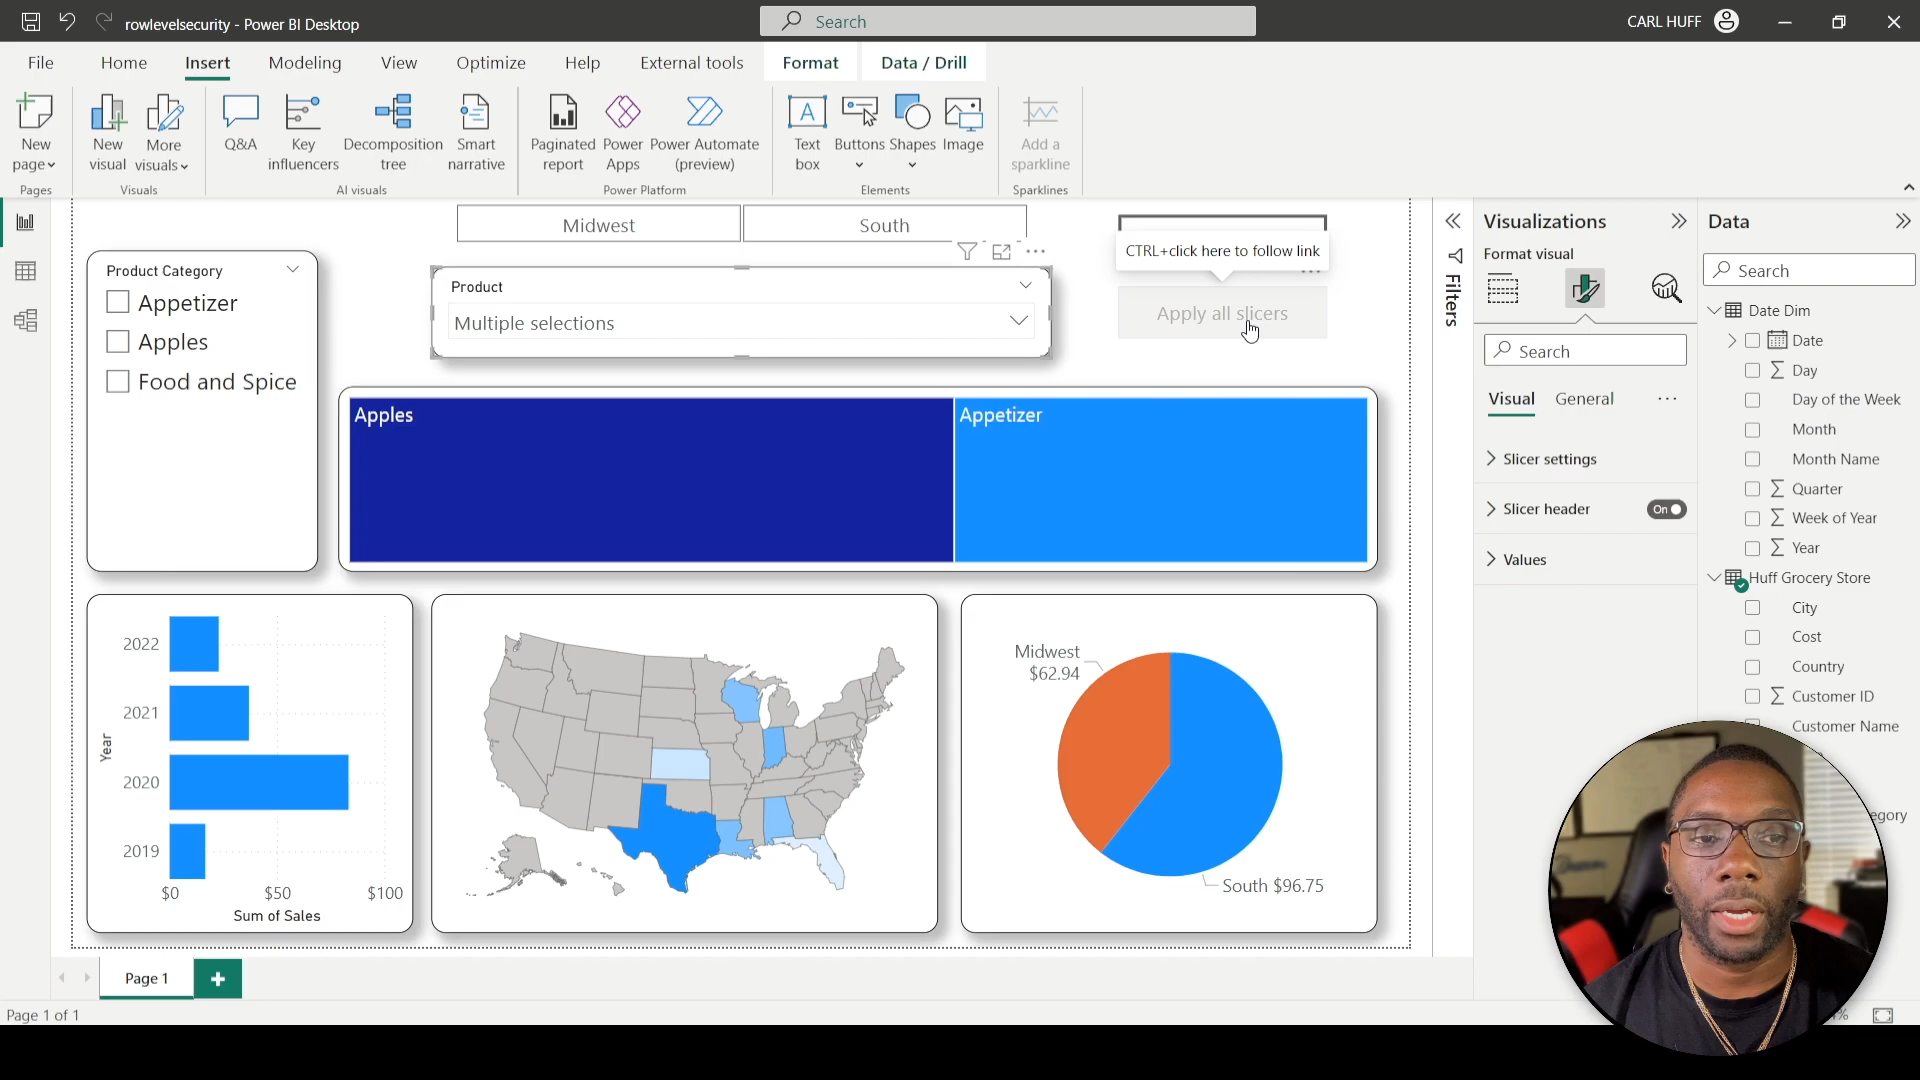 rowlevelsecurity - Power BI Desktop
Search
CARL HUFF
File
Home
Insert
Modeling
View
Optimize
Help
External tools
Format
Data / Drill
New
page
New
visual
More
visuals
Q&A
Key
influencers
Decomposition
tree
Smart
narrative
Paginated
report
Power
Apps
Power Automate
(preview)
Text
box
Buttons
Shapes
Image
Add a
sparkline
Pages
Visuals
AI visuals
Power Platform
Elements
Sparklines
Midwest
South
CTRL+click here to follow link
Apply all slicers
Product Category
Appetizer
Apples
Food and Spice
Product
Multiple selections
Apples
Appetizer
2022
2021
2020
2019
Year
$0
$50
$100
Sum of Sales
Midwest
$62.94
South $96.75
Filters
Visualizations
Format visual
Search
Visual
General
Slicer settings
Slicer header
On
Values
Data
Search
Date Dim
Date
Day
Day of the Week
Month
Month Name
Quarter
Week of Year
Year
Huff Grocery Store
City
Cost
Country
Customer ID
Customer Name
egory
Page 1
Page 1 of 1
%